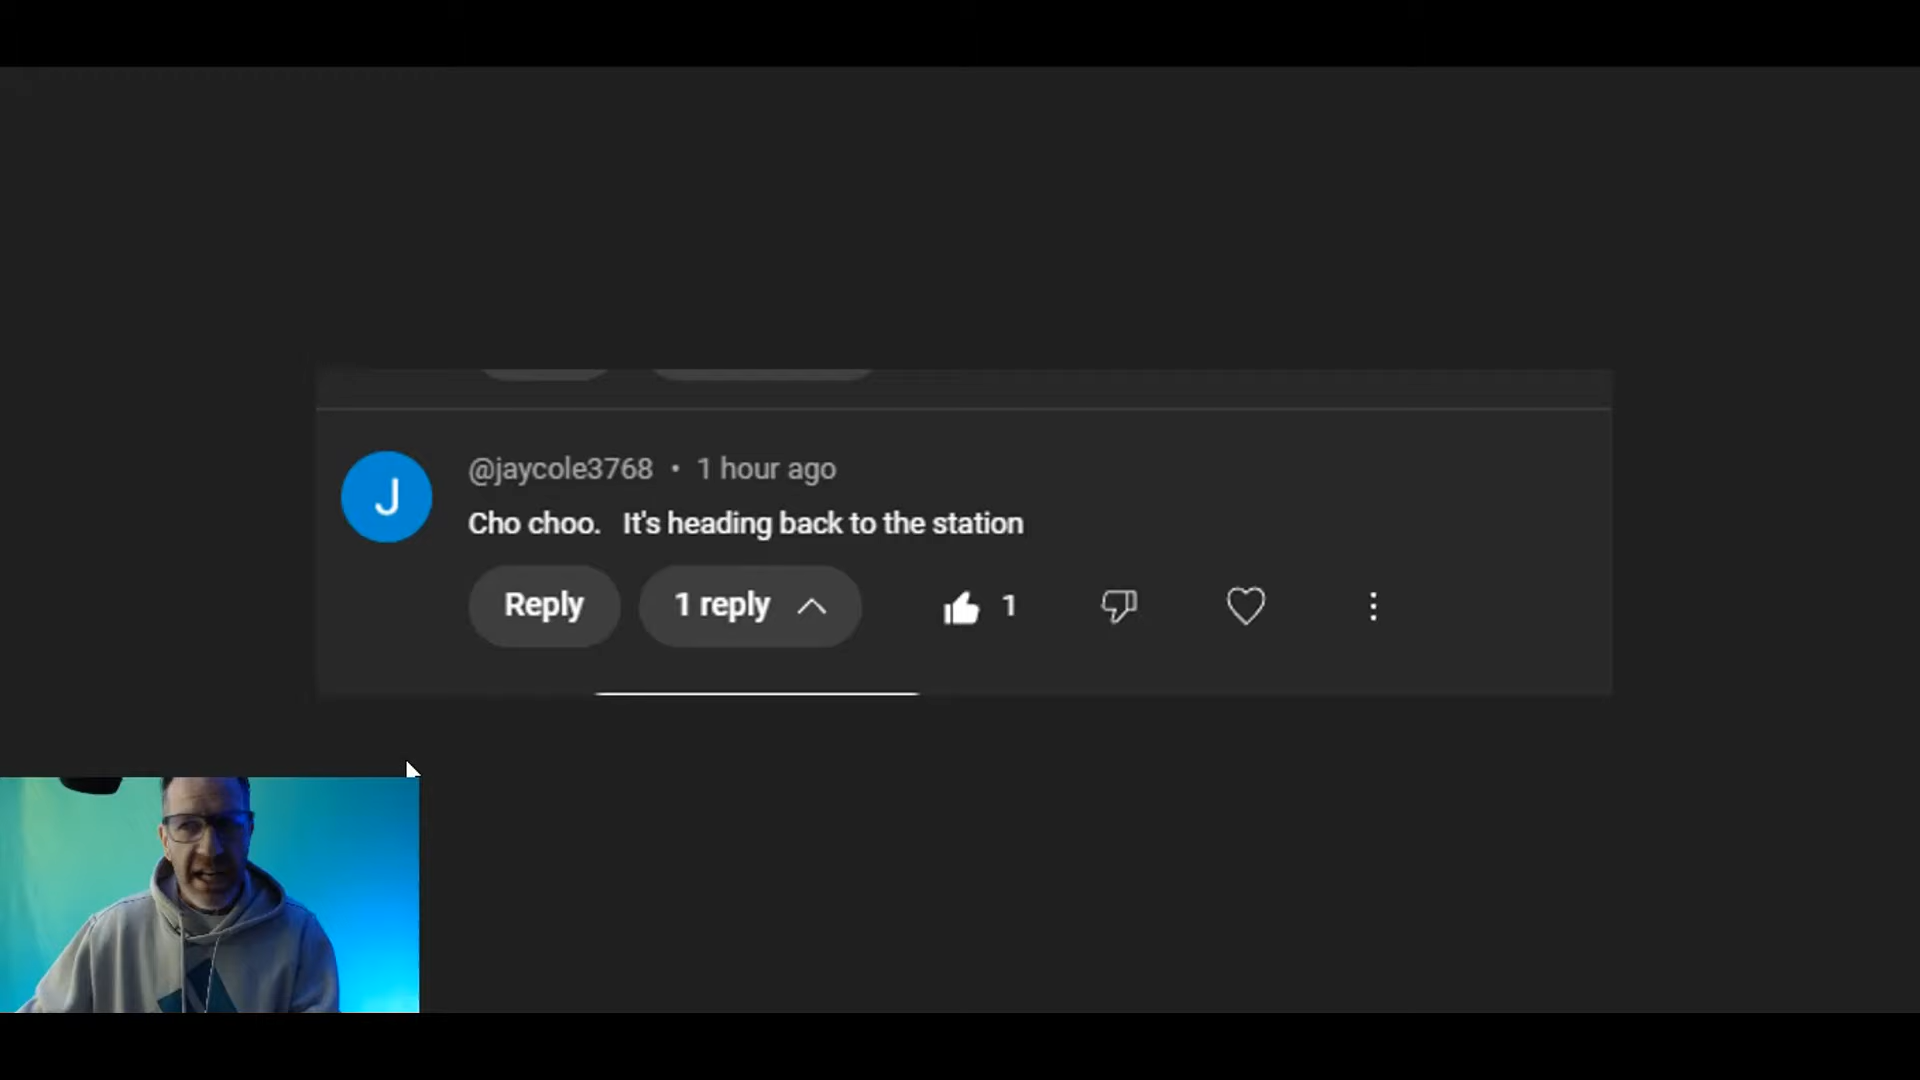 J
@jaycole3768 • 1 hour ago
Cho choo.   It's heading back to the station
Reply
1 reply
1